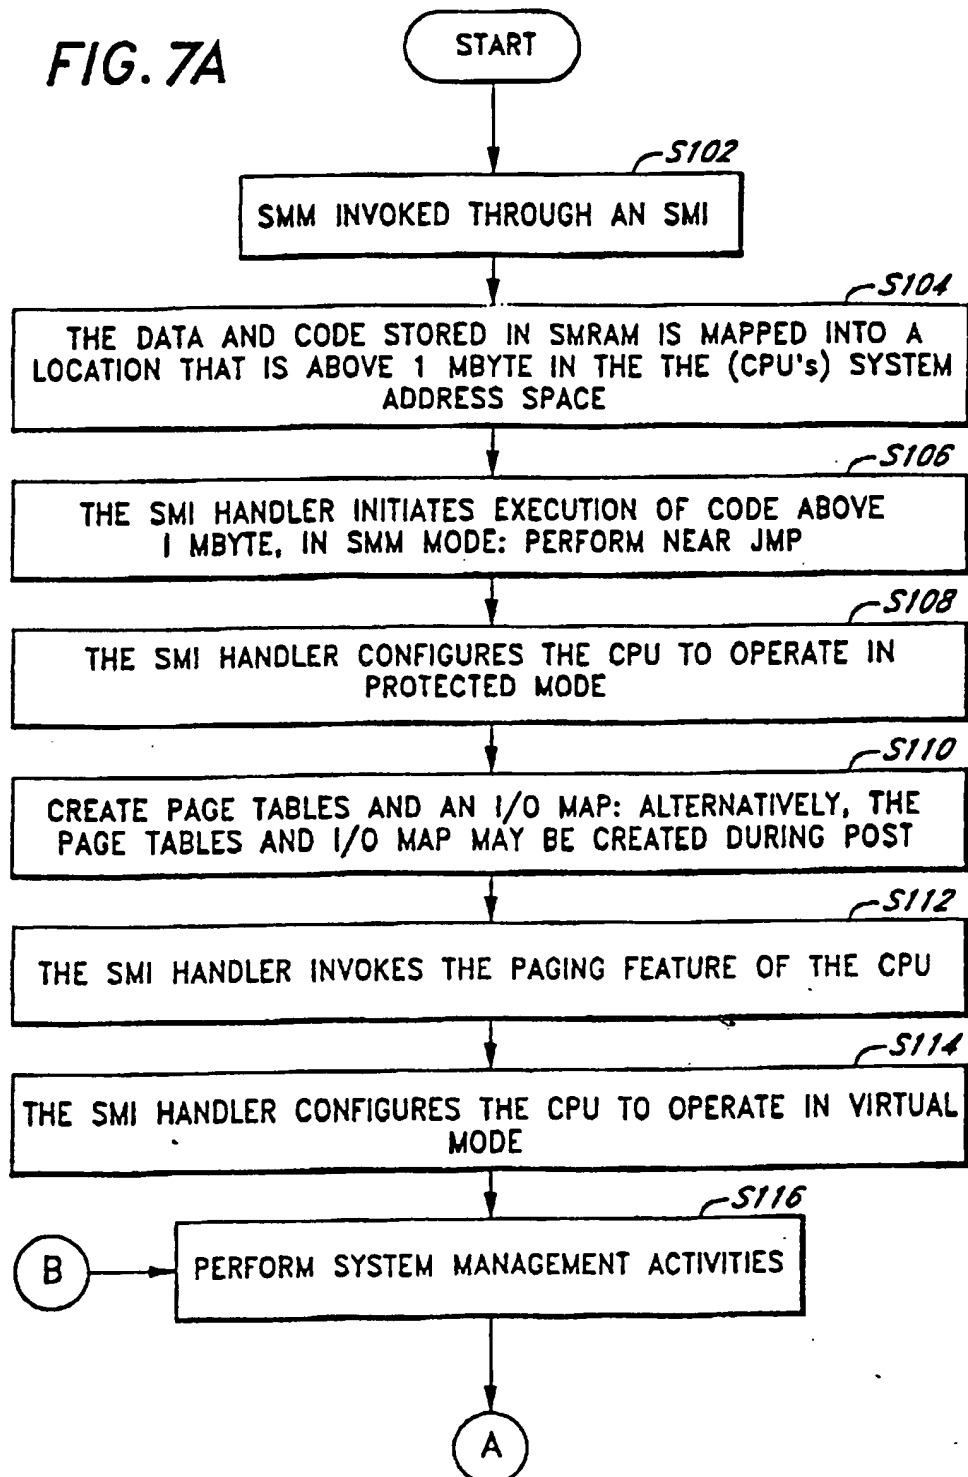 FIG. 7A
START
S102
SMM INVOKED THROUGH AN SMI
S104
THE DATA AND CODE STORED IN SMRAM IS MAPPED INTO A
LOCATION THAT IS ABOVE 1 MBYTE IN THE THE (CPU's) SYSTEM
ADDRESS SPACE
S106
THE SMI HANDLER INITIATES EXECUTION OF CODE ABOVE
1 MBYTE, IN SMM MODE: PERFORM NEAR JMP
S108
THE SMI HANDLER CONFIGURES THE CPU TO OPERATE IN
PROTECTED MODE
S110
CREATE PAGE TABLES AND AN I/O MAP: ALTERNATIVELY, THE
PAGE TABLES AND I/O MAP MAY BE CREATED DURING POST
S112
THE SMI HANDLER INVOKES THE PAGING FEATURE OF THE CPU
S114
THE SMI HANDLER CONFIGURES THE CPU TO OPERATE IN VIRTUAL
MODE
S116
B
PERFORM SYSTEM MANAGEMENT ACTIVITIES
A